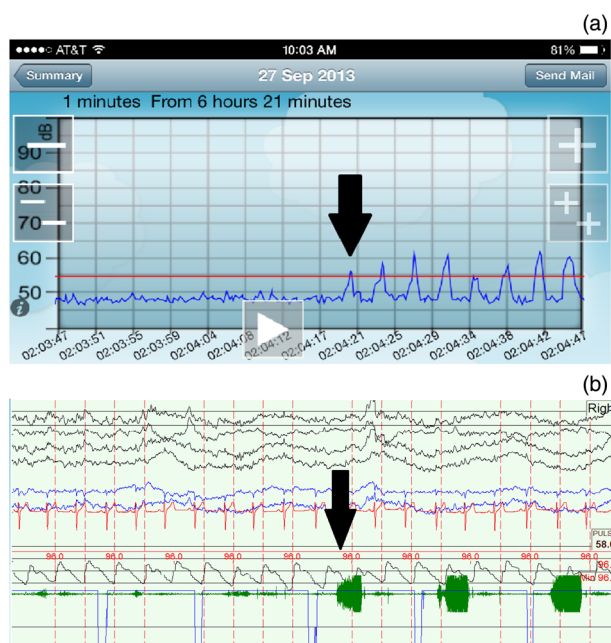 (a)
AT&T 10:03 AM 81%
Summary 27 Sep 2013 Send Mail
1 minutes From 6 hours 21 minutes
dB
90
80
70
60
50
i
02:03:47 02:03:51 02:03:55 02:03:59 02:04:04 02:04:08 02:04:12 02:04:17 02:04:21 02:04:25 02:04:29 02:04:34 02:04:38 02:04:42 02:04:47
(b)
Righ
PULS
58.0
96.0 96.0 96.0 96.0 96.0 96.0 96.0 96.0 96.0 96.
Min 96.